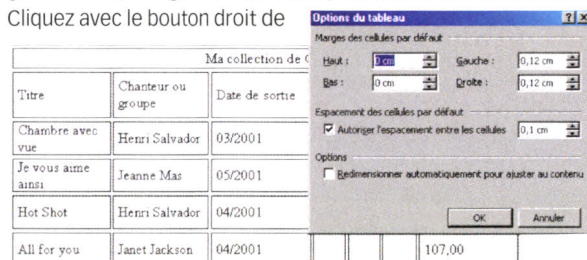 Cliquez avec le bouton droit de
Ma collection de
Titre
Chanteur ou
groupe
Date de sortie
Chambre avec
vue
Henri Salvador
03/2001
Je vous aime
ainsi
Jeanne Mas
05/2001
Hot Shot
Henri Salvador
04/2001
All for you
Janet Jackson
04/2001
107,00
Options du tableau
Marges des cellules par défaut
Haut : 0 cm Gauche : 0,12 cm
Bas : 0 cm Droite : 0,12 cm
Espacement des cellules par défaut
Autoriser l'espacement entre les cellules 0,1 cm
Options
Redimensionner automatiquement pour ajuster au contenu
OK Annuler